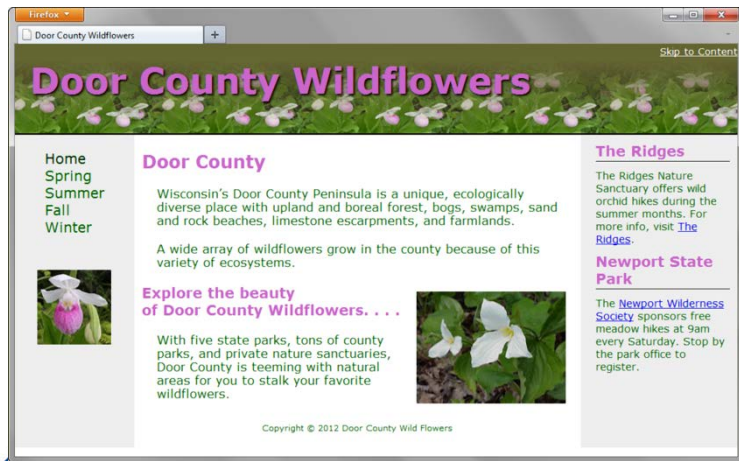 Firefox
Door County Wildflowers
Skip to Content
Door County Wildflowers
Home
Spring
Summer
Fall
Winter
Door County
Wisconsin's Door County Peninsula is a unique, ecologically
diverse place with upland and boreal forest, bogs, swamps, sand
and rock beaches, limestone escarpments, and farmlands.
A wide array of wildflowers grow in the county because of this
variety of ecosystems.
Explore the beauty
of Door County Wildflowers. . . .
With five state parks, tons of county
parks, and private nature sanctuaries,
Door County is teeming with natural
areas for you to stalk your favorite
wildflowers.
Copyright © 2012 Door County Wild Flowers
The Ridges
The Ridges Nature
Sanctuary offers wild
orchid hikes during the
summer months. For
more info, visit The
Ridges.
Newport State
Park
The Newport Wilderness
Society sponsors free
meadow hikes at 9am
every Saturday. Stop by
the park office to
register.